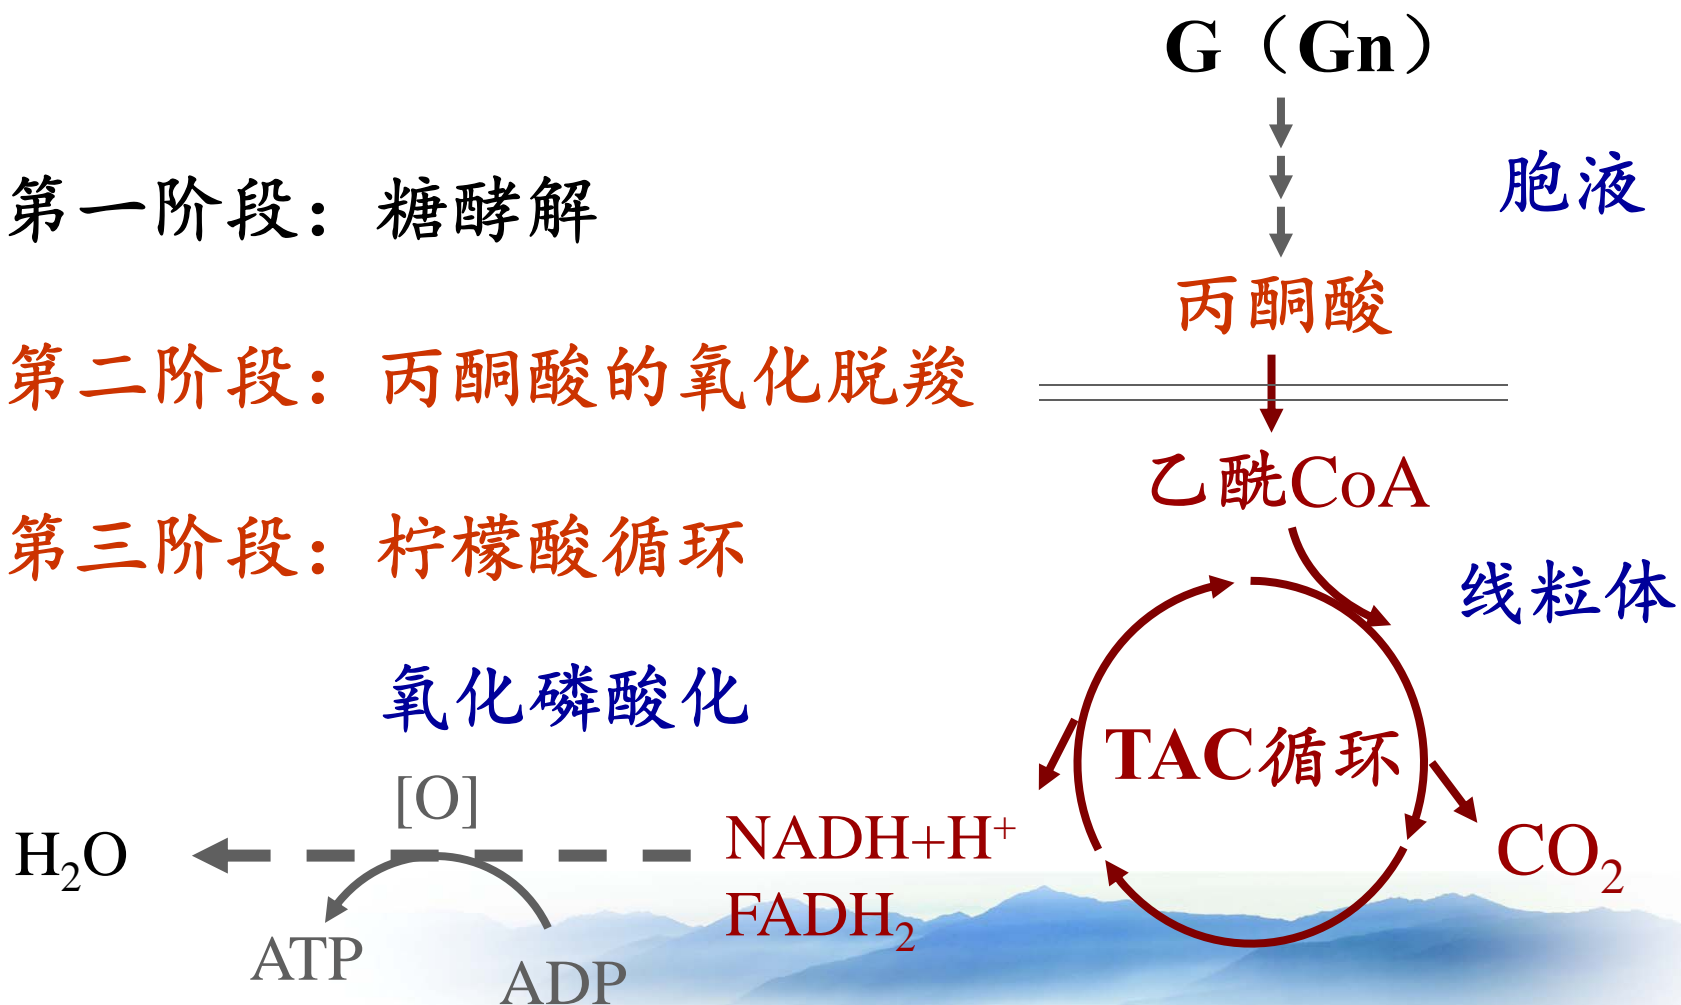 G（Gn）
胞液
第一阶段：糖酵解
丙酮酸
第二阶段：丙酮酸的氧化脱羧
乙酰CoA
第三阶段：柠檬酸循环
线粒体
氧化磷酸化
TAC循环
[O]
NADH+H⁺
H₂O
CO₂
FADH₂
ATP
ADP